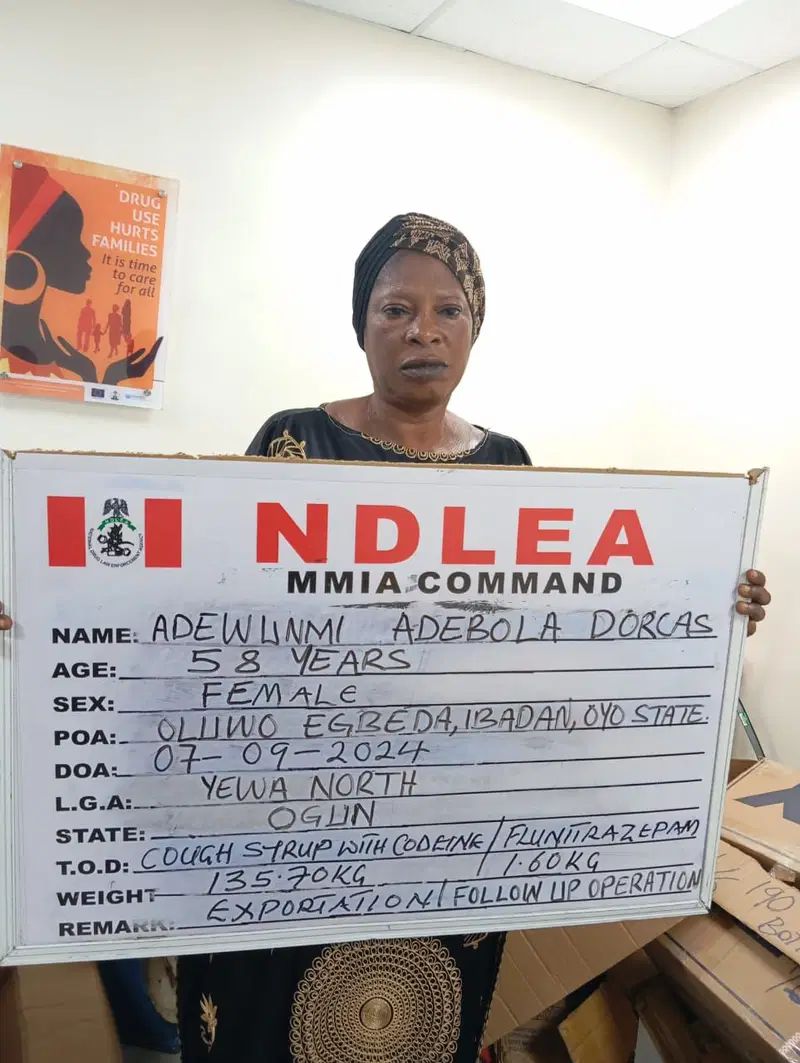 DRUG
USE
HURTS
FAMILIES
It is time
to care
for all
NDLEA
MMIA COMMAND
NAME: ADEWUNMI ADEBOLA DORCAS
AGE: 58 YEARS
SEX: FEMALE
POA: OLUWO EGBEDA, IBADAN, OYO STATE.
DOA: 07-09-2024
L.G.A: YEWA NORTH
STATE: OGUN
T.O.D: COUGH SYRUP WITH CODEINE / FLUNITRAZEPAM
WEIGHT 135.70KG / 1.60KG
REMARK: EXPORTATION / FOLLOW UP OPERATION
190